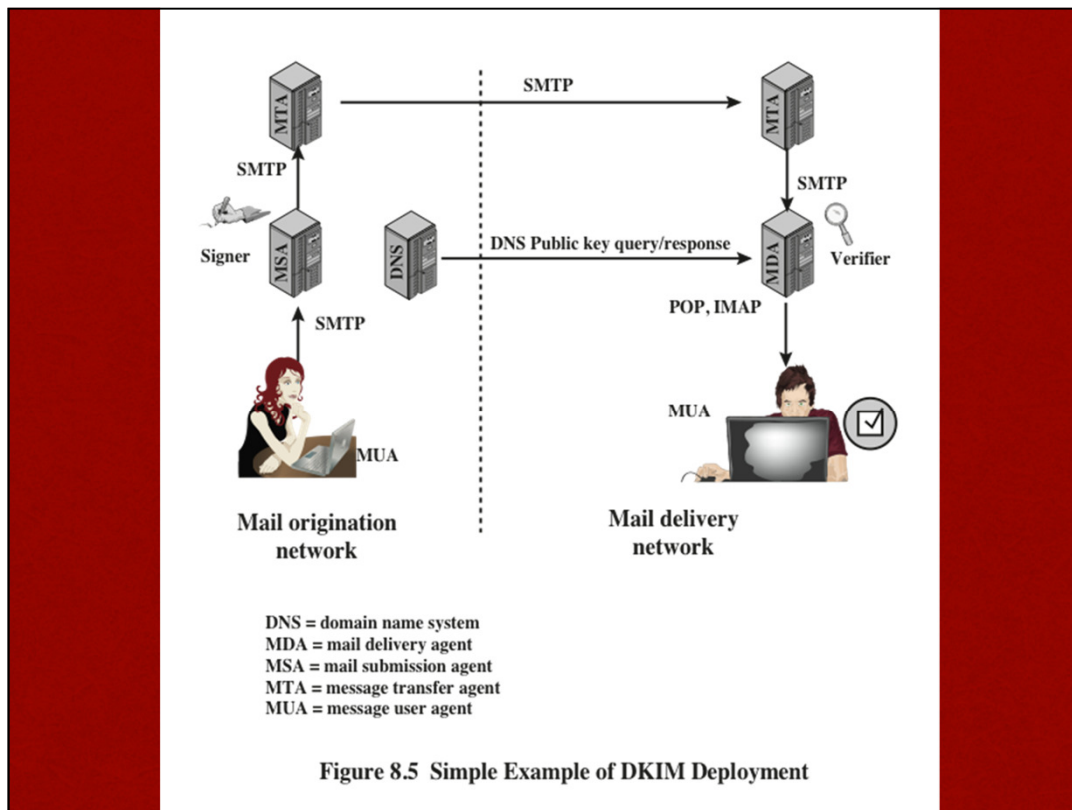 SMTP
MTA
MTA
SMTP
SMTP
Signer
MSA
DNS
DNS Public key query/response
MDA
Verifier
SMTP
POP, IMAP
MUA
MUA
Mail origination
network
Mail delivery
network
DNS = domain name system
MDA = mail delivery agent
MSA = mail submission agent
MTA = message transfer agent
MUA = message user agent
Figure 8.5 Simple Example of DKIM Deployment